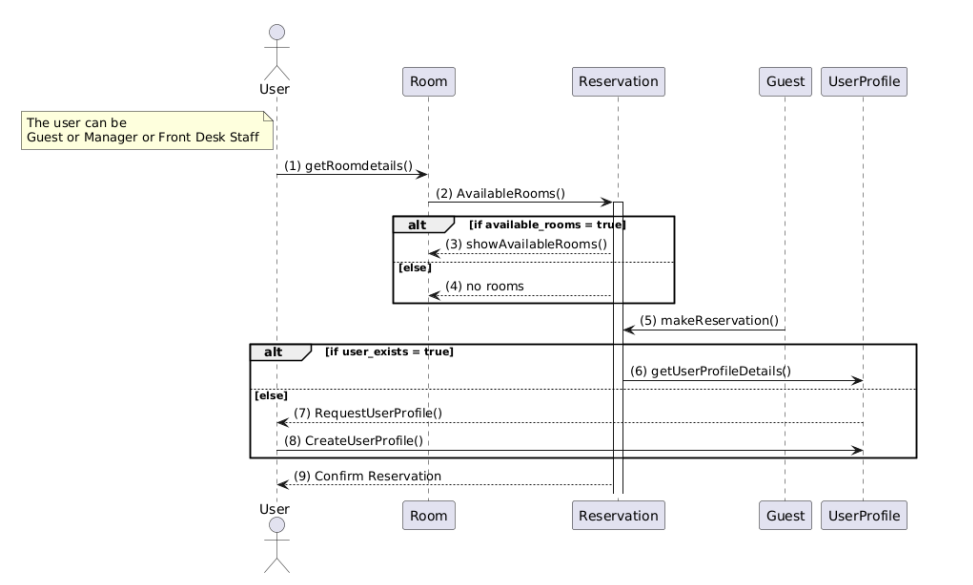 User
Room
Reservation
Guest
UserProfile
The user can be
Guest or Manager or Front Desk Staff
(1) getRoomdetails()
(2) AvailableRooms()
alt
[if available_rooms = true]
(3) showAvailableRooms()
[else]
(4) no rooms
(5) makeReservation()
alt
[if user_exists = true]
(6) getUserProfileDetails()
[else]
(7) RequestUserProfile()
(8) CreateUserProfile()
(9) Confirm Reservation
User
Room
Reservation
Guest
UserProfile